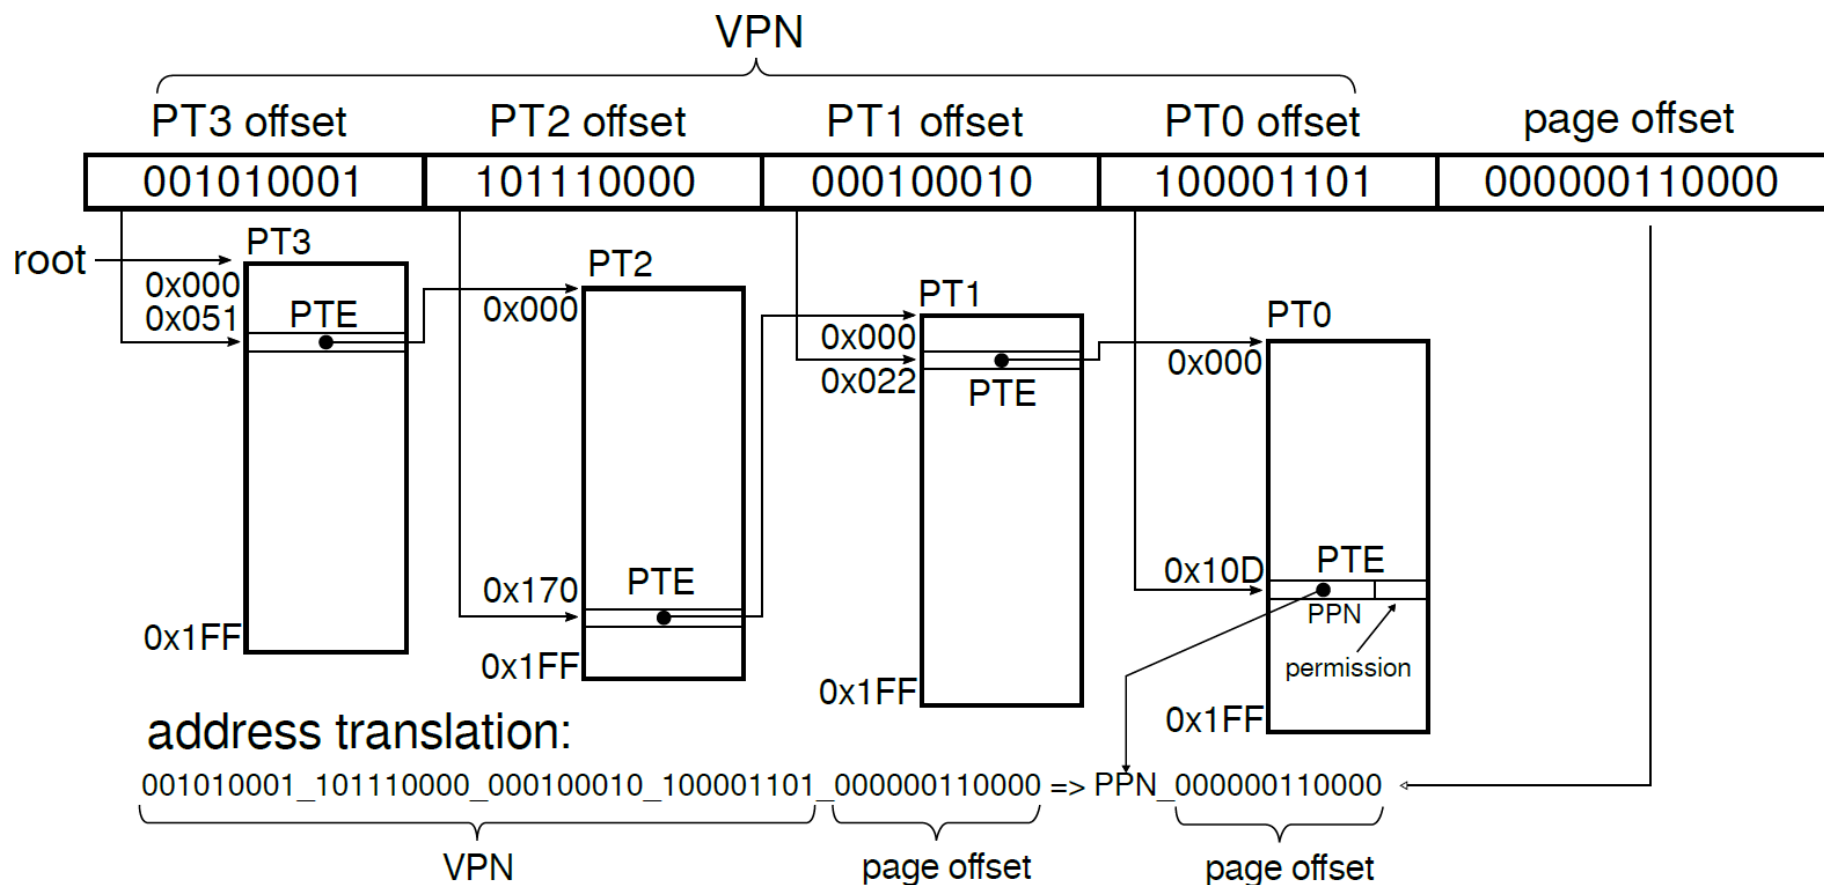 VPN
PT3 offset PT2 offset PT1 offset PT0 offset page offset
001010001 101110000 000100010 100001101 000000110000
root
PT3
0x000
0x051
PTE
0x1FF
PT2
0x000
0x170
PTE
0x1FF
PT1
0x000
0x022
PTE
0x1FF
PT0
0x000
0x10D
PTE
PPN
permission
0x1FF
address translation:
001010001_101110000_000100010_100001101_000000110000 => PPN_000000110000
VPN page offset page offset